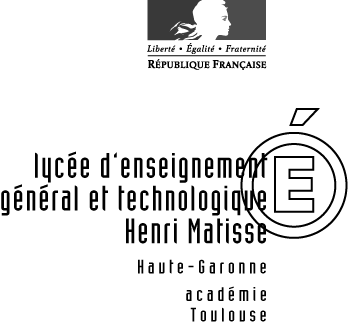 Liberté • Égalité • Fraternité
RÉPUBLIQUE FRANÇAISE
É
lycée d'enseignement
général et technologique
Henri Matisse
Haute-Garonne
académie
Toulouse